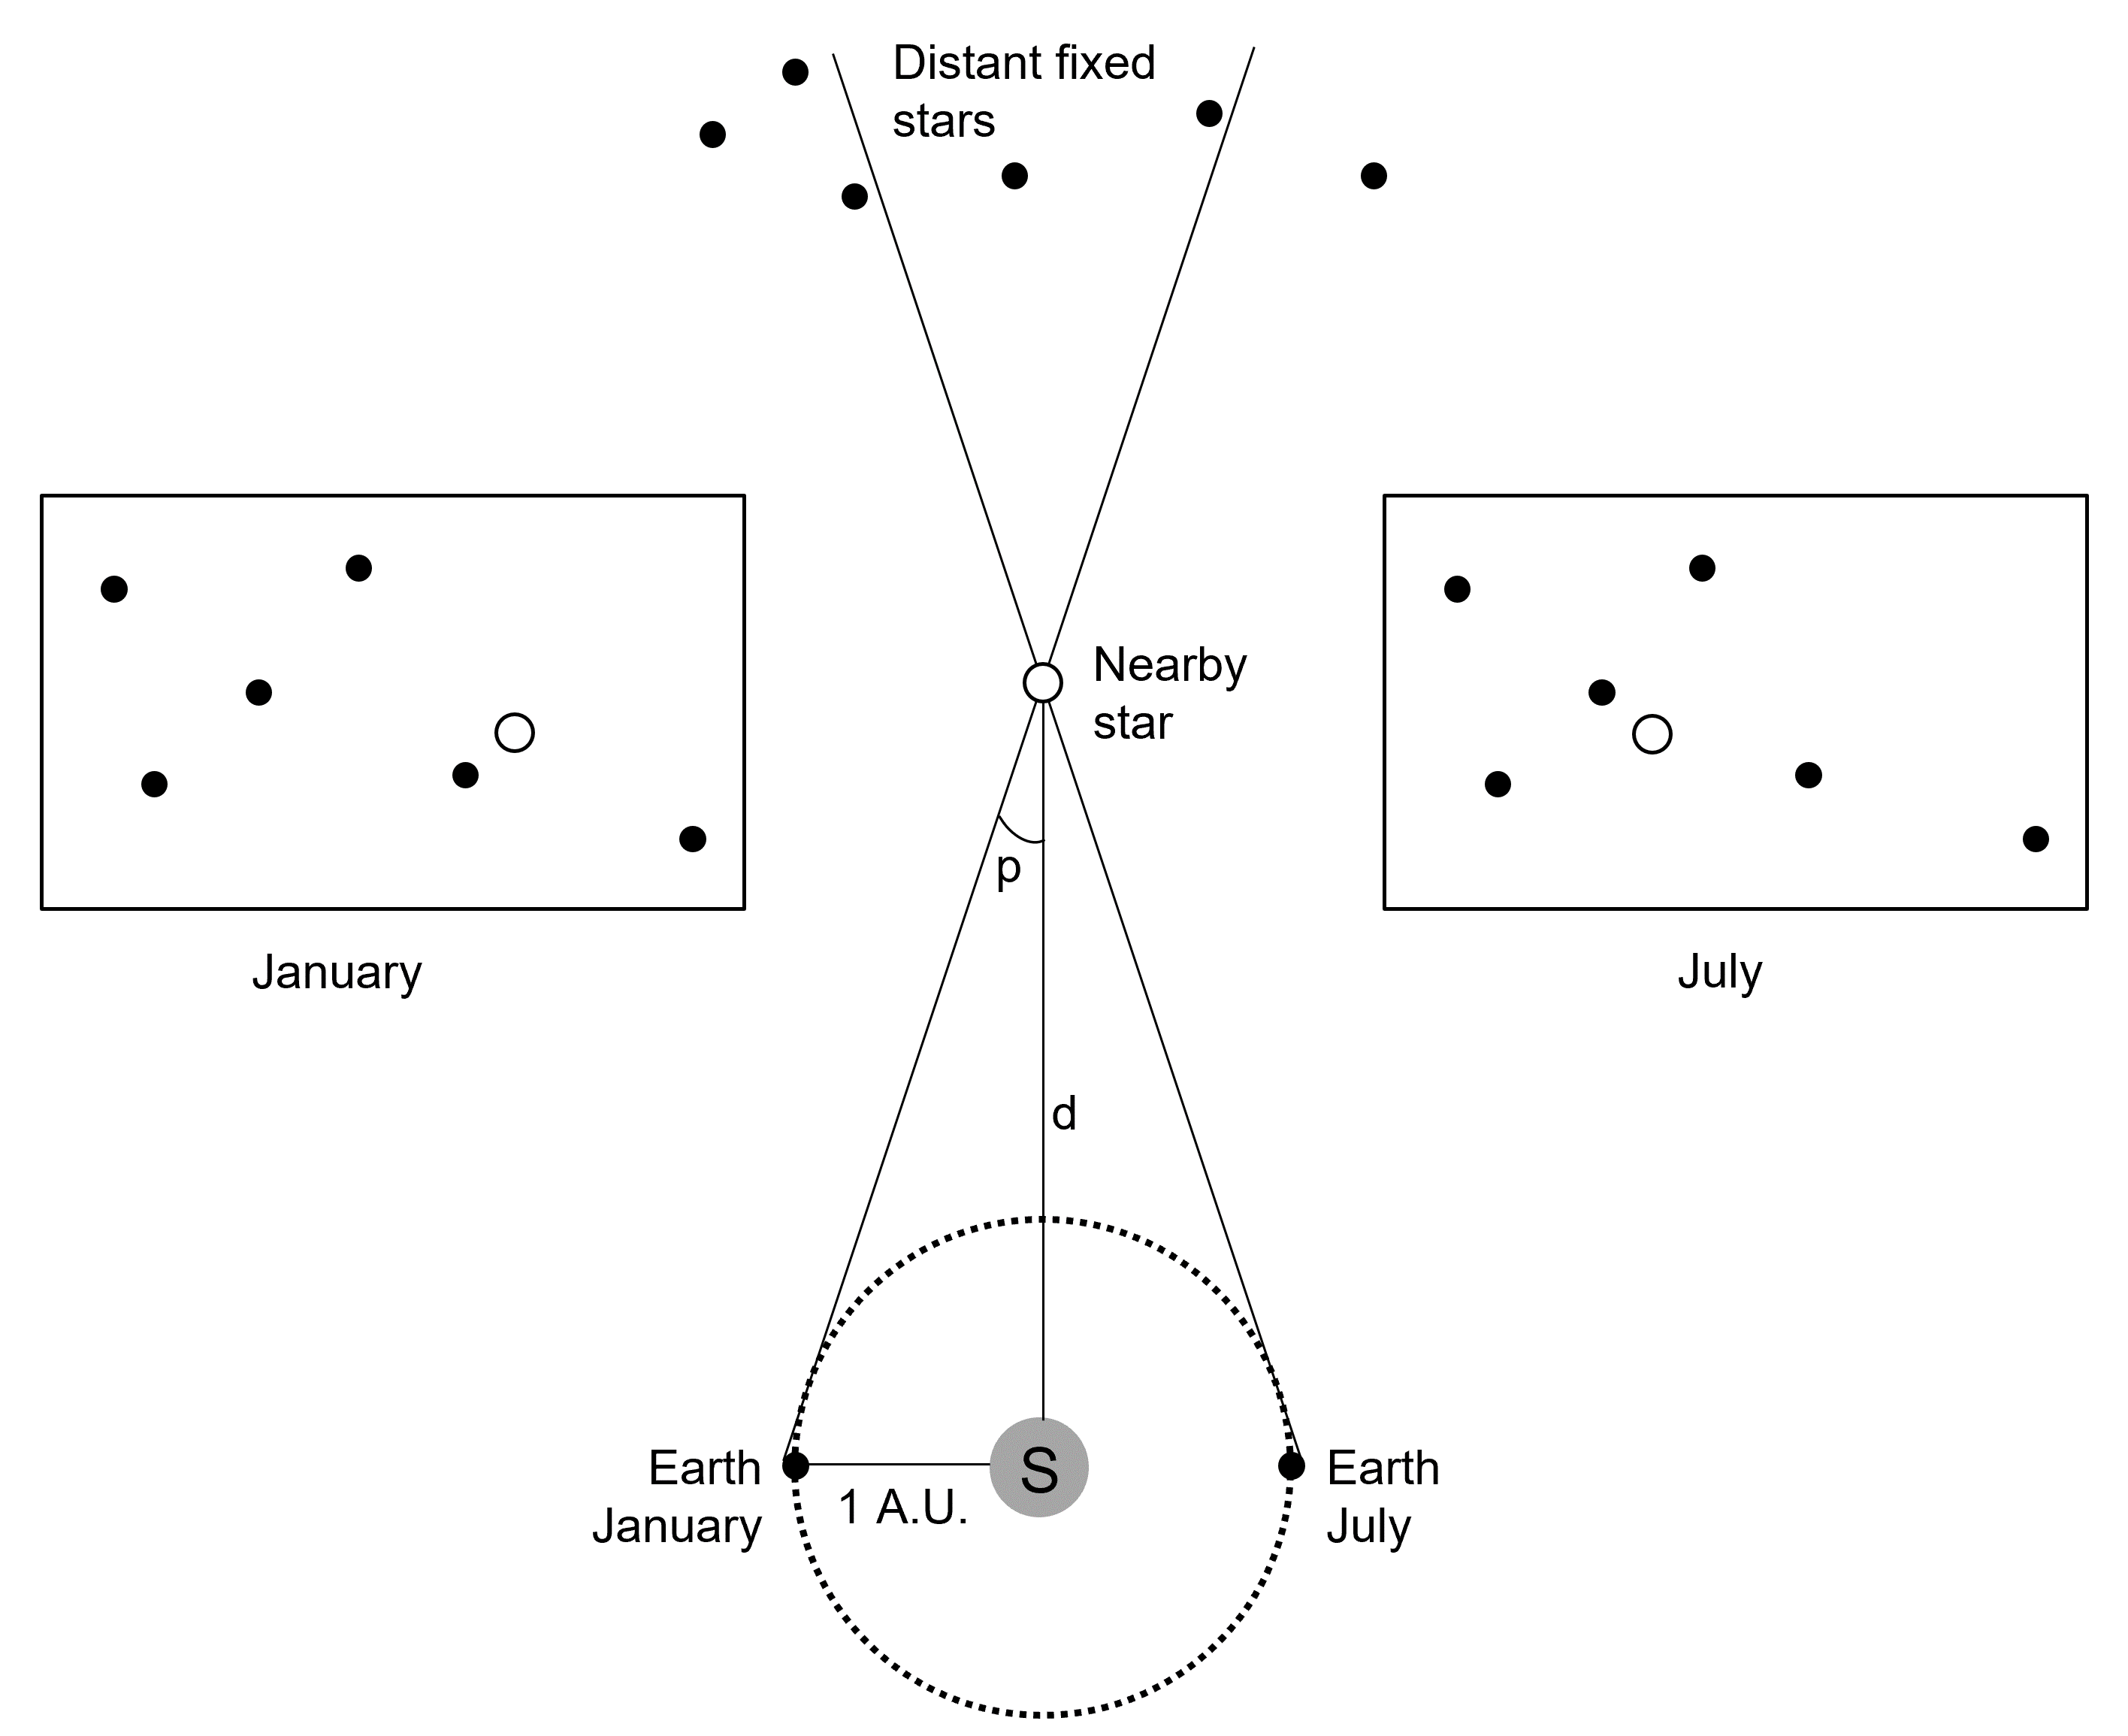 Distant fixed
stars
Nearby
star
p
January
July
d
Earth
January
1 A.U.
S
Earth
July